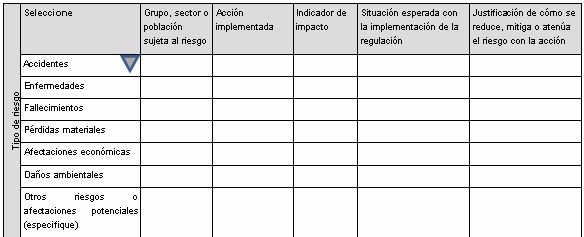 Seleccione
Grupo, sector o
población
sujeta al riesgo
Acción
implementada
Indicador de
impacto
Situación esperada con
la implementación de la
regulación
Justificación de cómo se
reduce, mitiga o atenúa
el riesgo con la acción
Tipo de riesgo
Accidentes
Enfermedades
Fallecimientos
Pérdidas materiales
Afectaciones económicas
Daños ambientales
Otros riesgos o
afectaciones potenciales
(especifique)